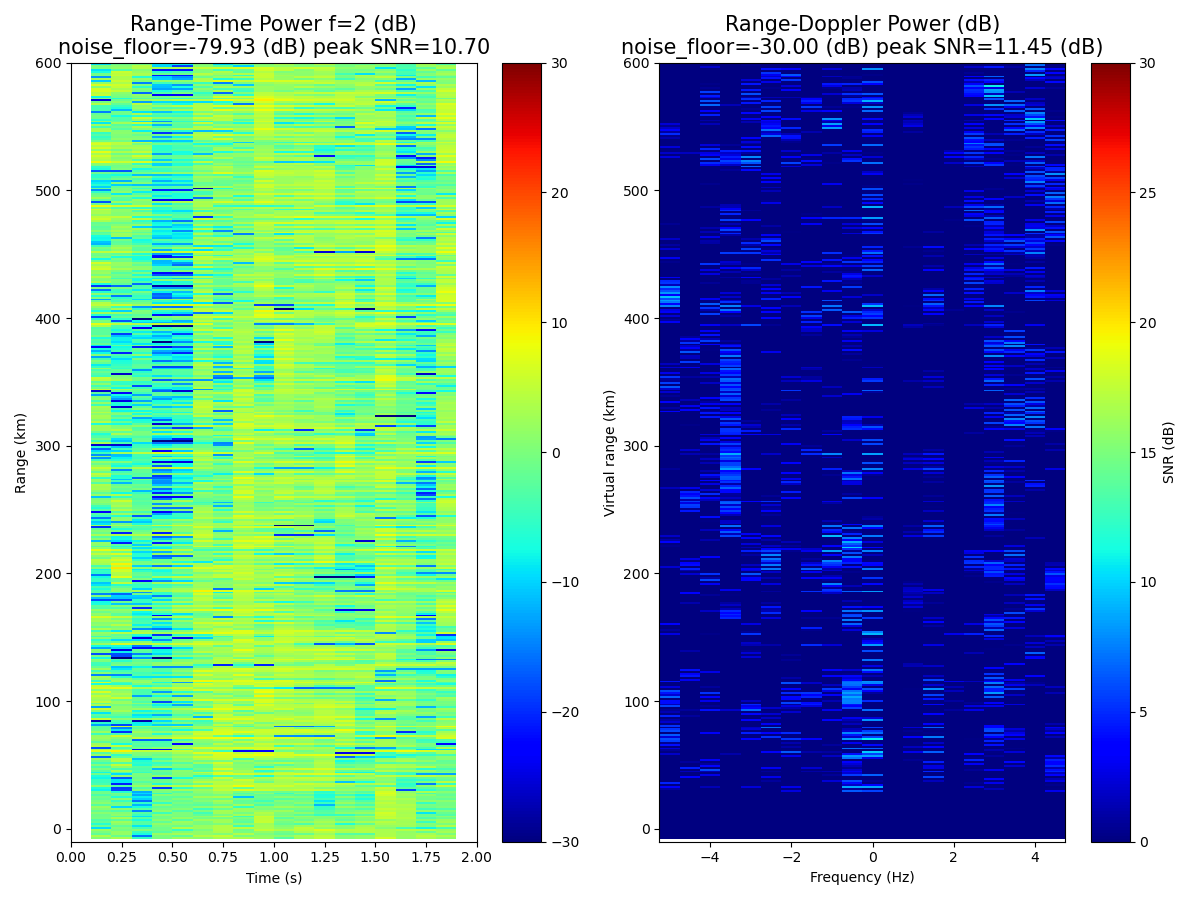 Range-Time Power f=2 (dB)
noise_floor=-79.93 (dB) peak SNR=10.70
600
500
400
300
200
100
0
Range (km)
0.00 0.25 0.50 0.75 1.00 1.25 1.50 1.75 2.00
Time (s)
30
20
10
0
−10
−20
−30
Range-Doppler Power (dB)
noise_floor=-30.00 (dB) peak SNR=11.45 (dB)
600
500
400
300
200
100
0
Virtual range (km)
−4 −2 0 2 4
Frequency (Hz)
30
25
20
15
10
5
0
SNR (dB)